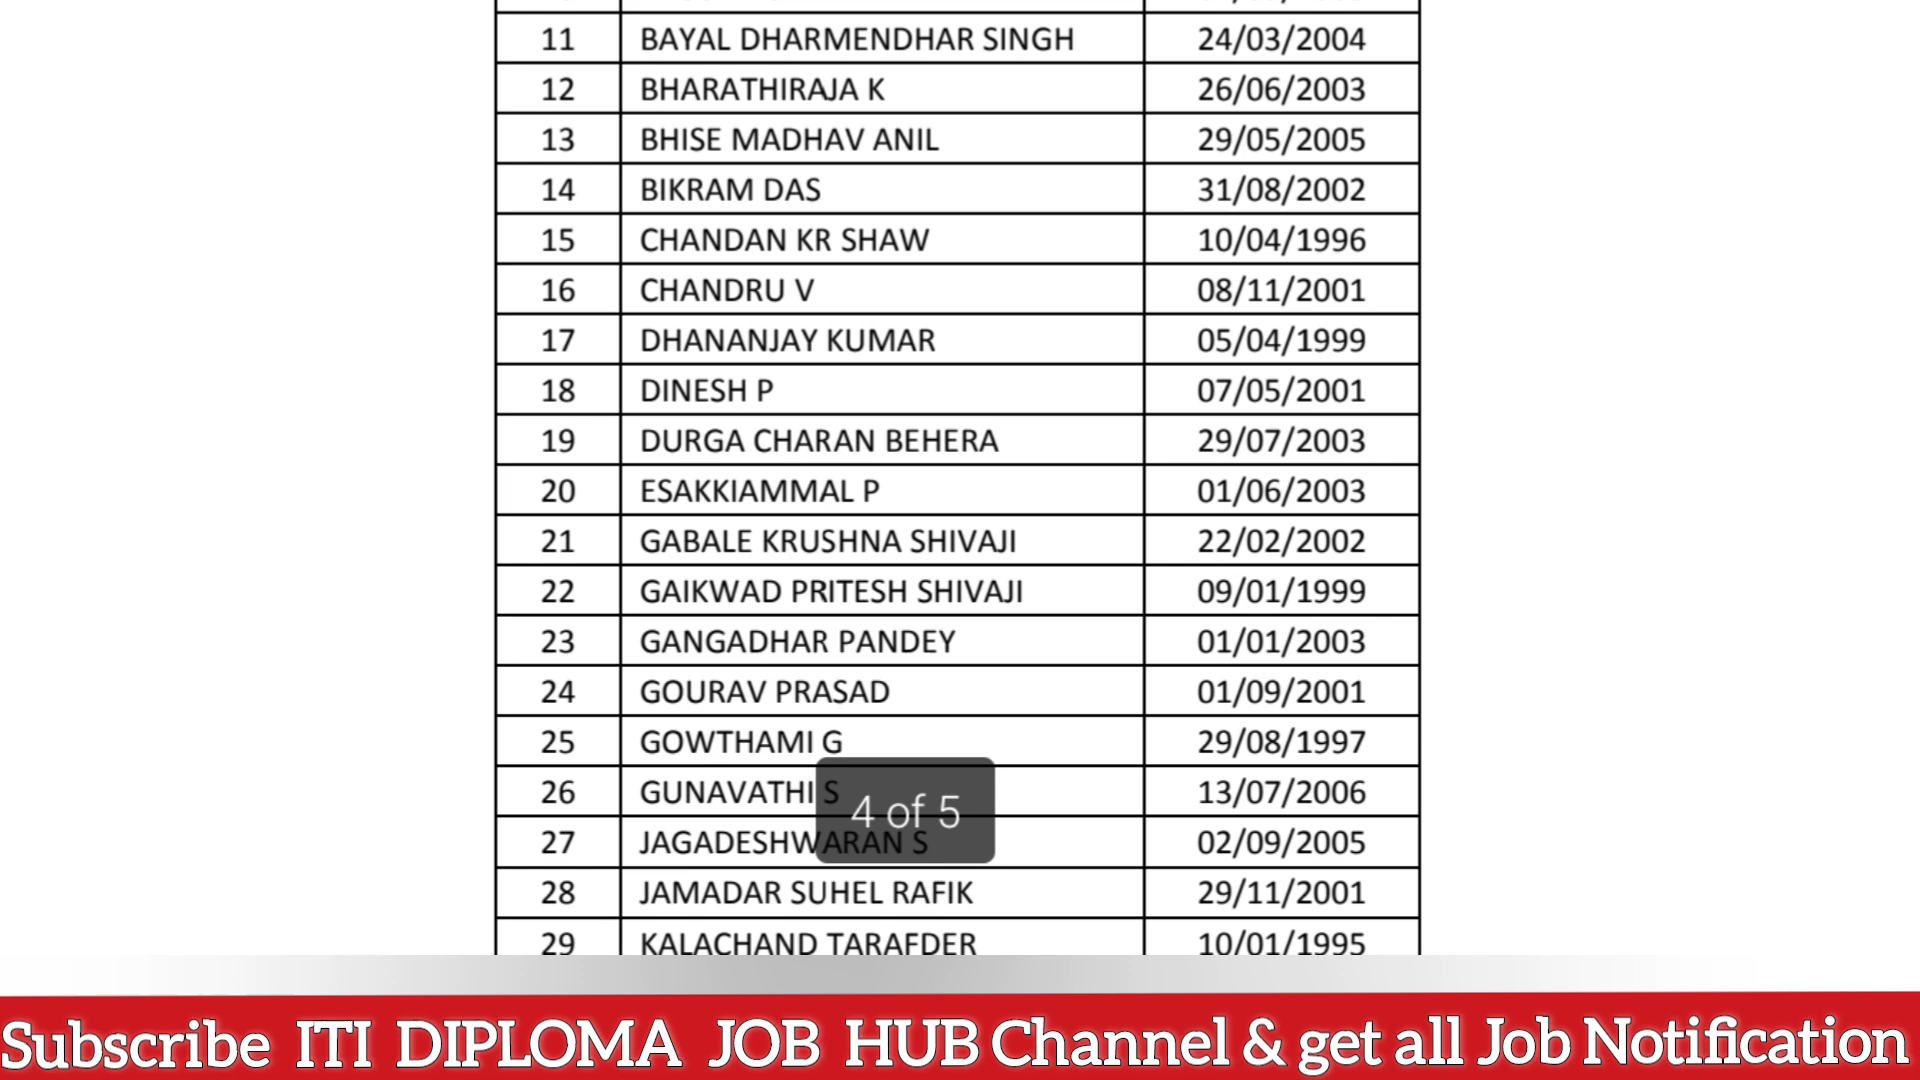 11 BAYAL DHARMENDHAR SINGH 24/03/2004
12 BHARATHIRAJA K 26/06/2003
13 BHISE MADHAV ANIL 29/05/2005
14 BIKRAM DAS 31/08/2002
15 CHANDAN KR SHAW 10/04/1996
16 CHANDRU V 08/11/2001
17 DHANANJAY KUMAR 05/04/1999
18 DINESH P 07/05/2001
19 DURGA CHARAN BEHERA 29/07/2003
20 ESAKKIAMMAL P 01/06/2003
21 GABALE KRUSHNA SHIVAJI 22/02/2002
22 GAIKWAD PRITESH SHIVAJI 09/01/1999
23 GANGADHAR PANDEY 01/01/2003
24 GOURAV PRASAD 01/09/2001
25 GOWTHAMI G 29/08/1997
26 GUNAVATHI S 13/07/2006
4 of 5
27 JAGADESHWARAN S 02/09/2005
28 JAMADAR SUHEL RAFIK 29/11/2001
29 KALACHAND TARAFDER 10/01/1995
Subscribe ITI DIPLOMA JOB HUB Channel & get all Job Notification